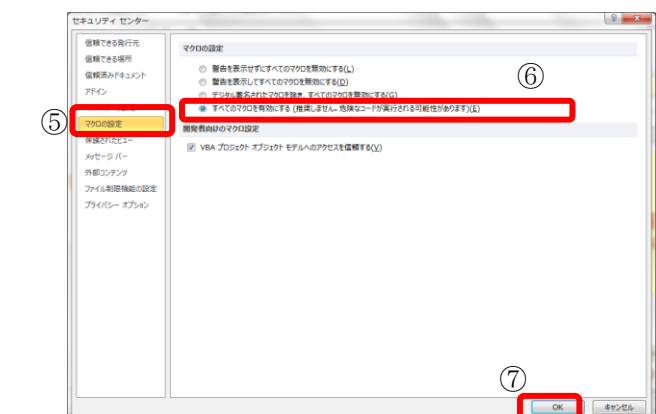 セキュリティ センター
信頼できる発行元
信頼できる場所
信頼済みドキュメント
アドイン
マクロの設定
保護されたビュー
メッセージ バー
外部コンテンツ
ファイル制限機能の設定
プライバシー オプション
⑤
マクロの設定
警告を表示せずにすべてのマクロを無効にする(L)
警告を表示してすべてのマクロを無効にする(D)
デジタル署名されたマクロを除き、すべてのマクロを無効にする(G)
すべてのマクロを有効にする (推奨しません。危険なコードが実行される可能性があります)(E)
⑥
開発者向けのマクロ設定
VBA プロジェクト オブジェクト モデルへのアクセスを信頼する(V)
⑦
OK
キャンセル